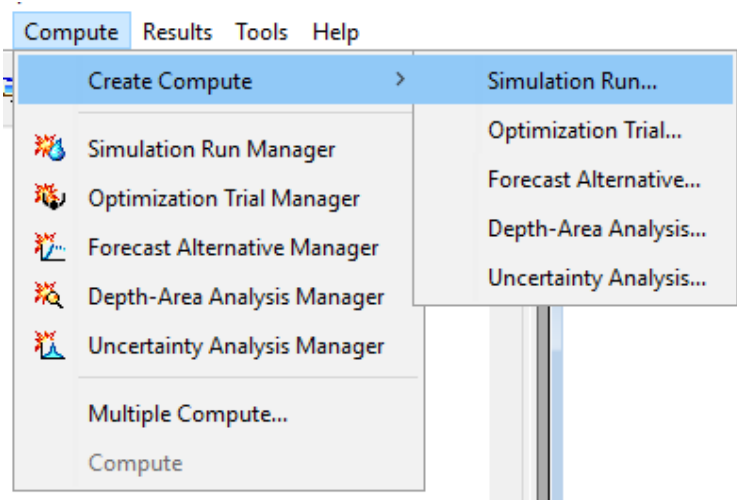 Compute Results Tools Help
Create Compute >
Simulation Run...
Optimization Trial...
Forecast Alternative...
Depth-Area Analysis...
Uncertainty Analysis...
Simulation Run Manager
Optimization Trial Manager
Forecast Alternative Manager
Depth-Area Analysis Manager
Uncertainty Analysis Manager
Multiple Compute...
Compute